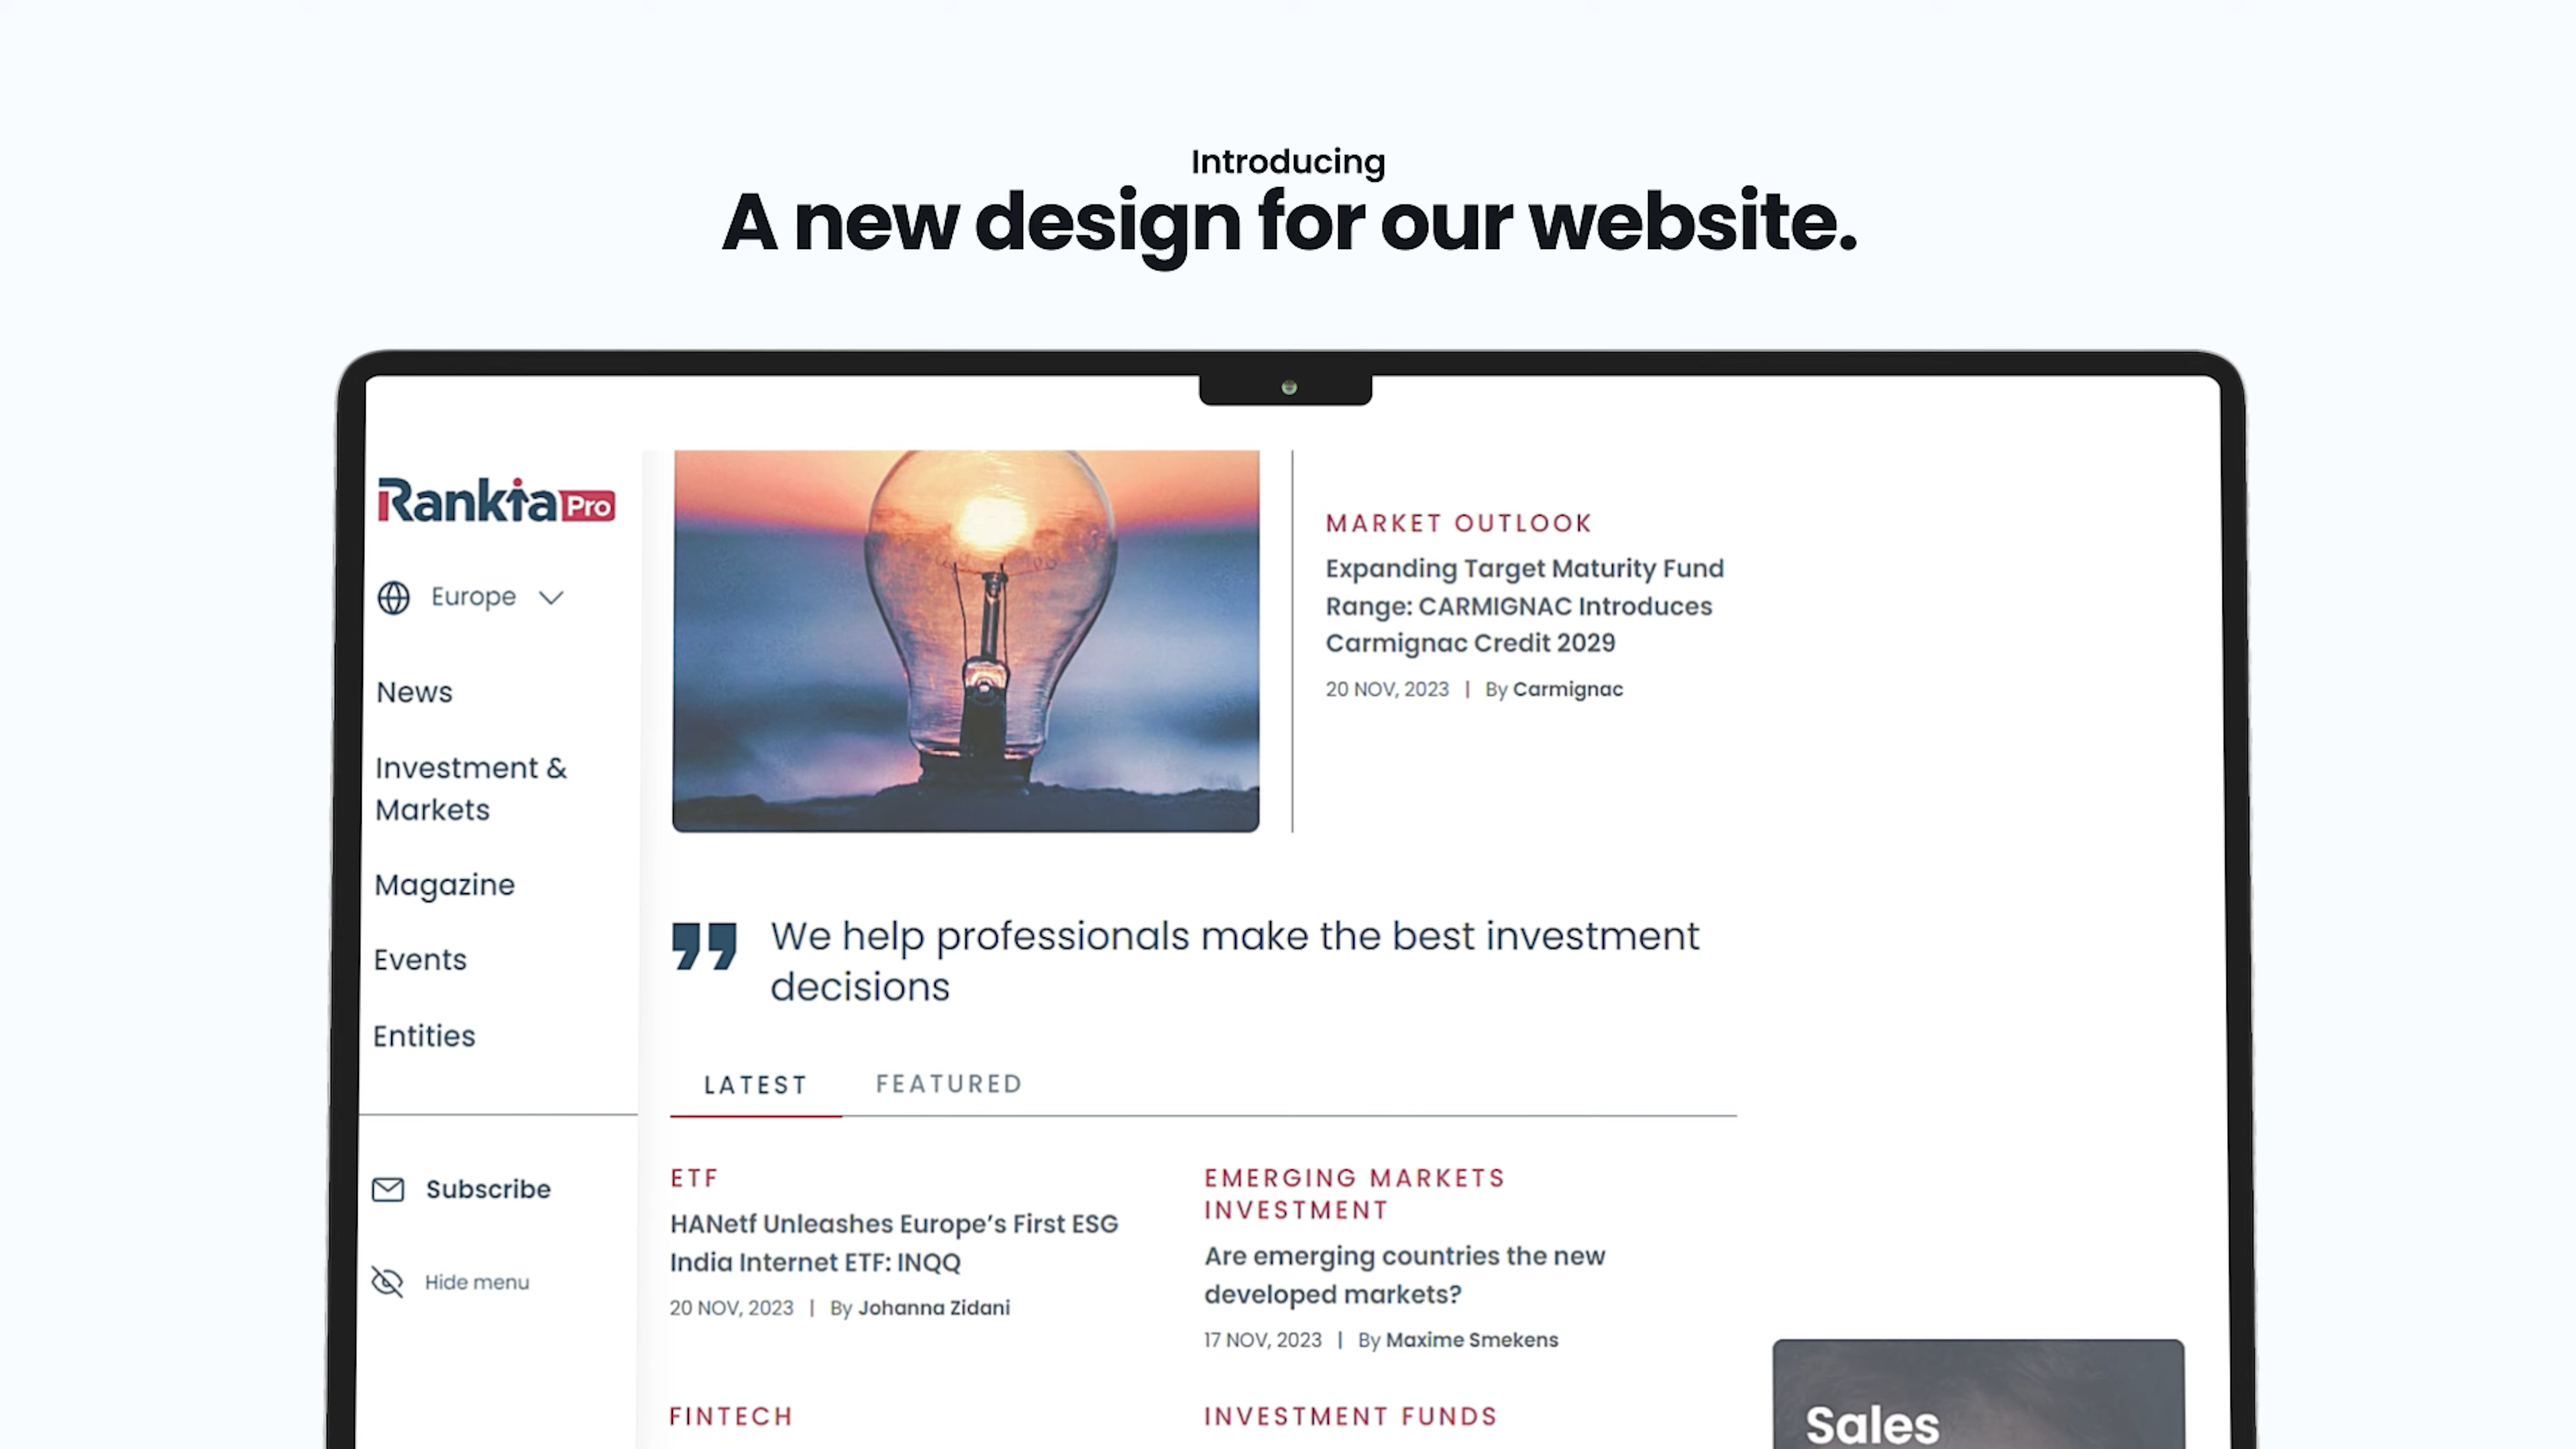 Introducing
A new design for our website.
Rankia Pro
Europe
News
Investment &
Markets
Magazine
Events
Entities
Subscribe
Hide menu
MARKET OUTLOOK
Expanding Target Maturity Fund
Range: CARMIGNAC Introduces
Carmignac Credit 2029
20 NOV, 2023 | By Carmignac
” We help professionals make the best investment
decisions
LATEST FEATURED
ETF
HANetf Unleashes Europe’s First ESG
India Internet ETF: INQQ
20 NOV, 2023 | By Johanna Zidani
EMERGING MARKETS
INVESTMENT
Are emerging countries the new
developed markets?
17 NOV, 2023 | By Maxime Smekens
FINTECH
INVESTMENT FUNDS
Sales